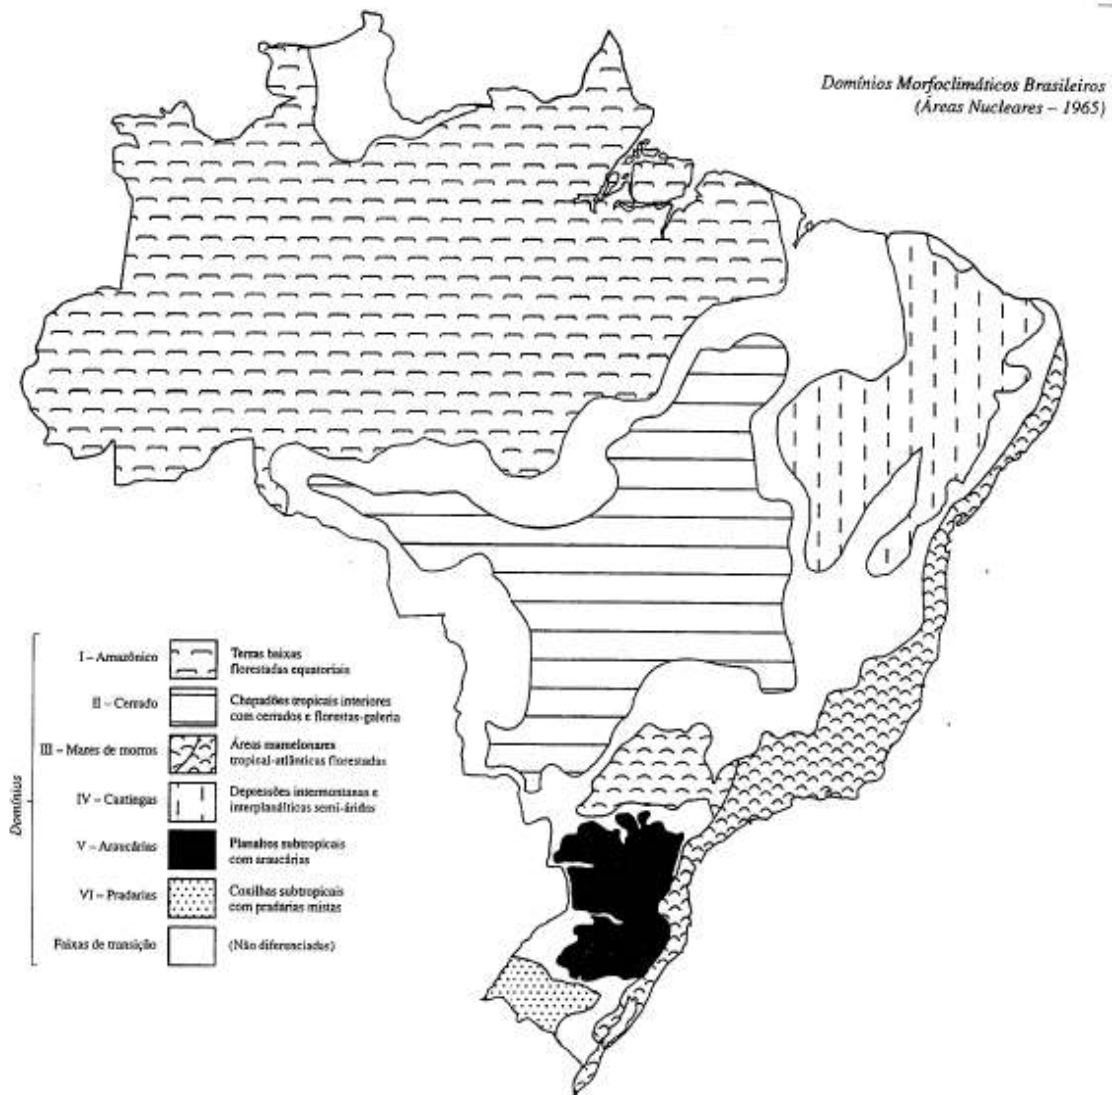 Domínios Morfoclimáticos Brasileiros
(Áreas Nucleares – 1965)
Domínios
I – Amazônico
Terras baixas
florestadas equatoriais
II – Cerrado
Chapadões tropicais interiores
com cerrados e florestas-galeria
III – Mares de morros
Áreas mamelonares
tropical-atlânticas florestadas
IV – Caatingas
Depressões intermontanas e
interplanálticas semi-áridas
V – Araucárias
Planaltos subtropicais
com araucárias
VI – Pradarias
Coxilhas subtropicais
com pradarias mistas
Faixas de transição
(Não diferenciadas)